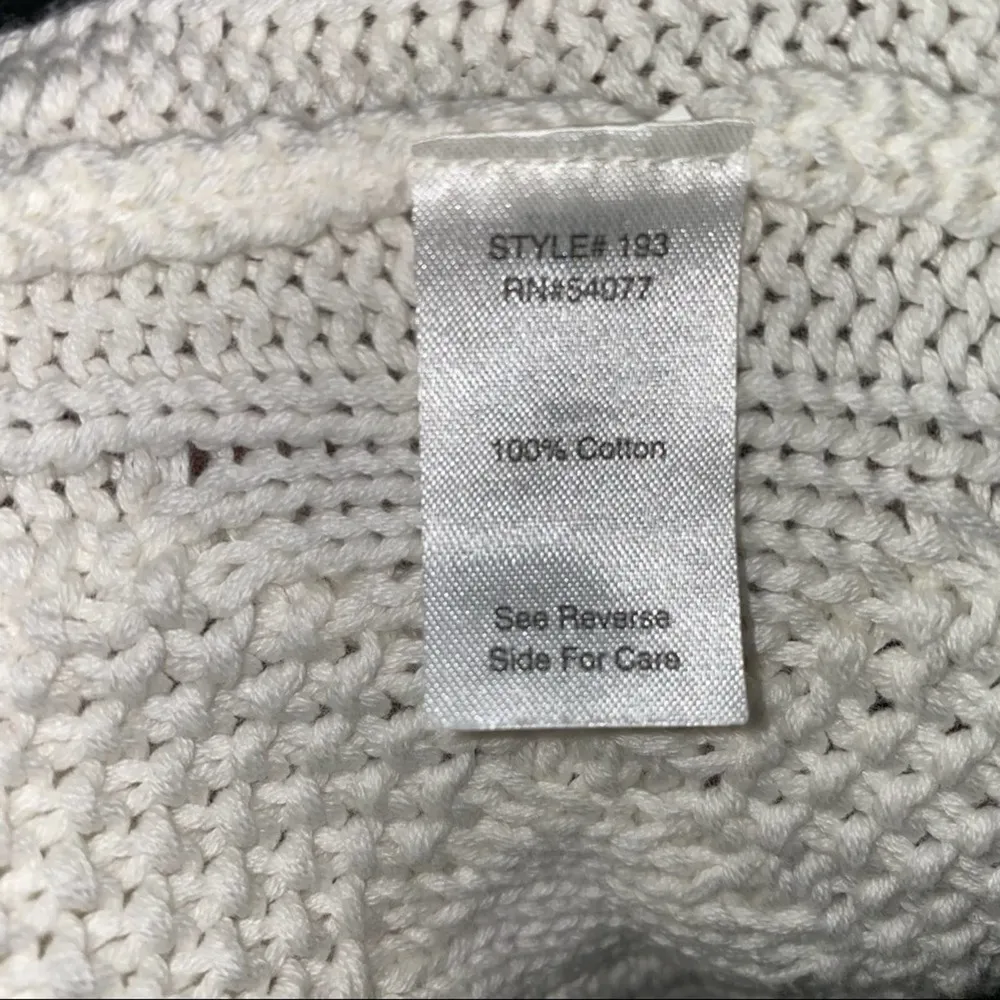 STYLE# 193
RN#54077
100% Cotton
See Reverse
Side For Care